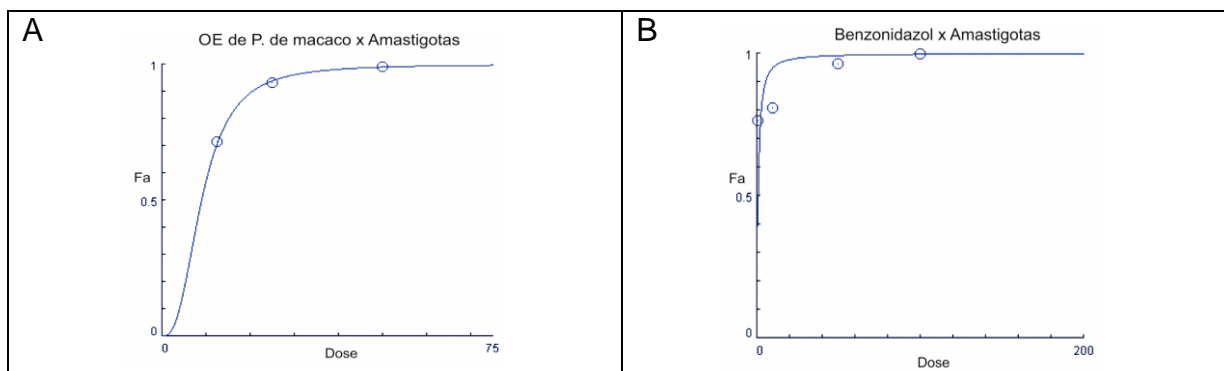 A
OE de P. de macaco x Amastigotas
1
Fa
0.5
0
0
75
Dose
B
Benzonidazol x Amastigotas
1
Fa
0.5
0
0
200
Dose